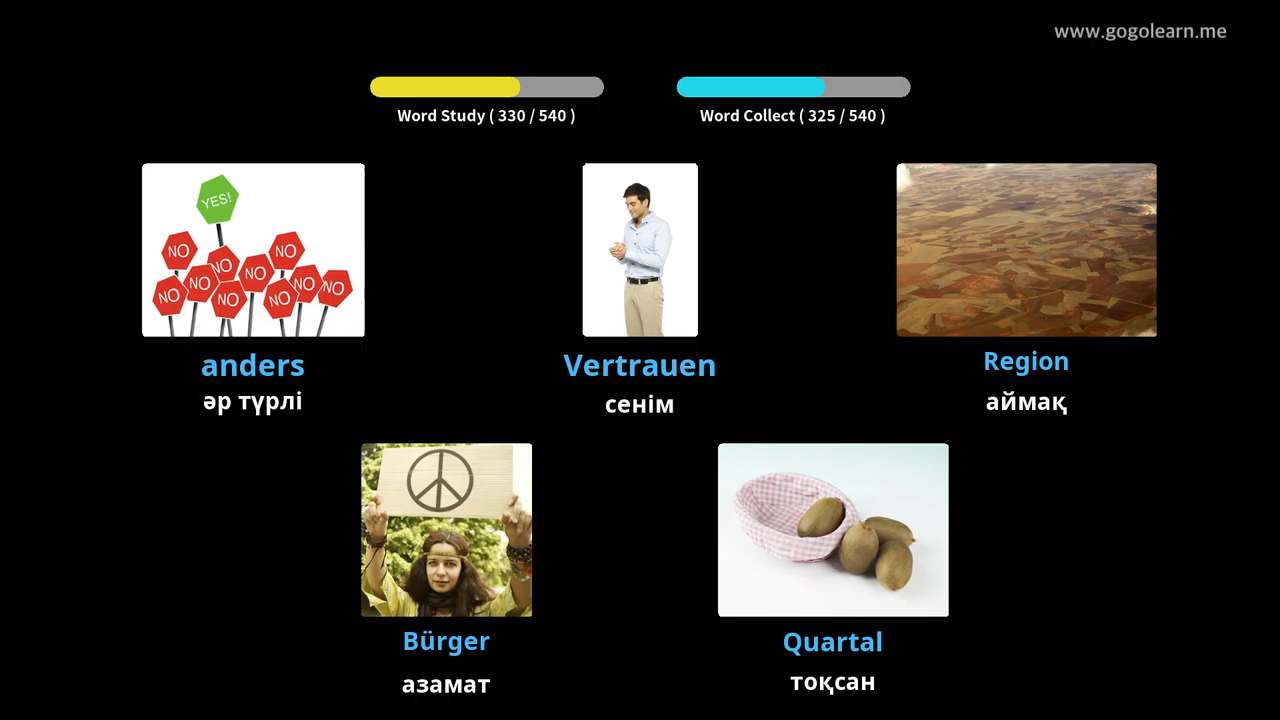 www.gogolearn.me
Word Study ( 330 / 540 )
Word Collect ( 325 / 540 )
YES!
NO
NO
NO
NO
NO
NO
NO
NO
NO
anders
әр түрлі
Vertrauen
сенім
Region
аймақ
Bürger
азамат
Quartal
тоқсан